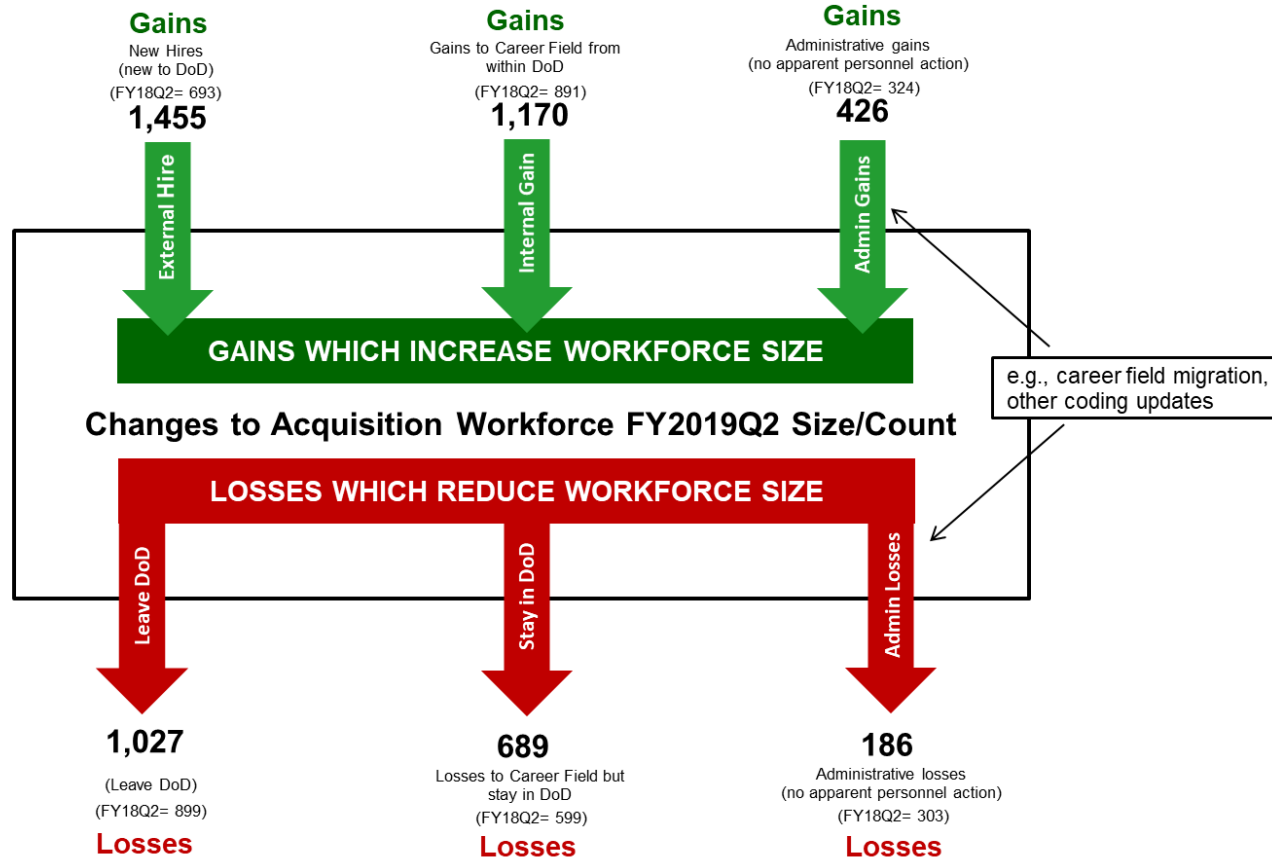 Gains
New Hires
(new to DoD)
(FY18Q2= 693)
1,455
External Hire
Gains
Gains to Career Field from
within DoD
(FY18Q2= 891)
1,170
Internal Gain
Gains
Administrative gains
(no apparent personnel action)
(FY18Q2= 324)
426
Admin Gains
GAINS WHICH INCREASE WORKFORCE SIZE
e.g., career field migration,
other coding updates
Changes to Acquisition Workforce FY2019Q2 Size/Count
LOSSES WHICH REDUCE WORKFORCE SIZE
Leave DoD
1,027
(Leave DoD)
(FY18Q2= 899)
Losses
Stay in DoD
689
Losses to Career Field but
stay in DoD
(FY18Q2= 599)
Losses
Admin Losses
186
Administrative losses
(no apparent personnel action)
(FY18Q2= 303)
Losses